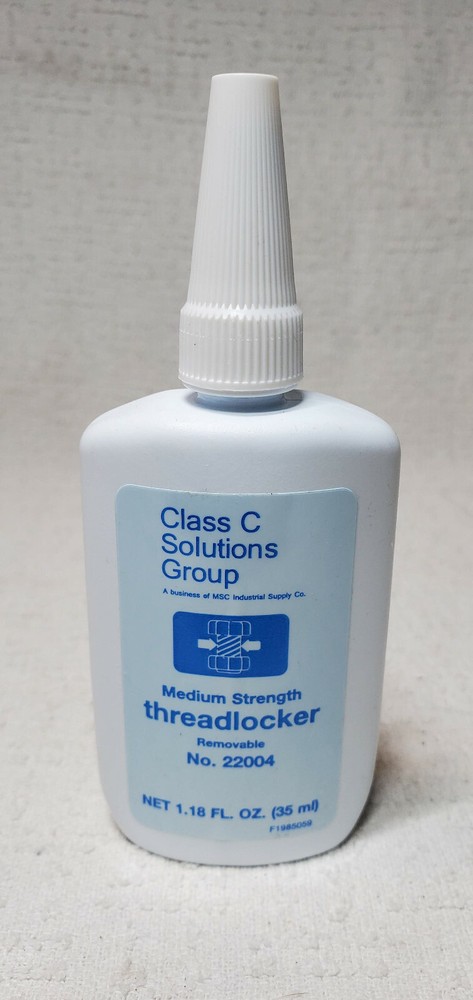 Class C
Solutions
Group
A business of MSC Industrial Supply Co.
Medium Strength
threadlocker
Removable
No. 22004
NET 1.18 FL. OZ. (35 ml)
F1985059